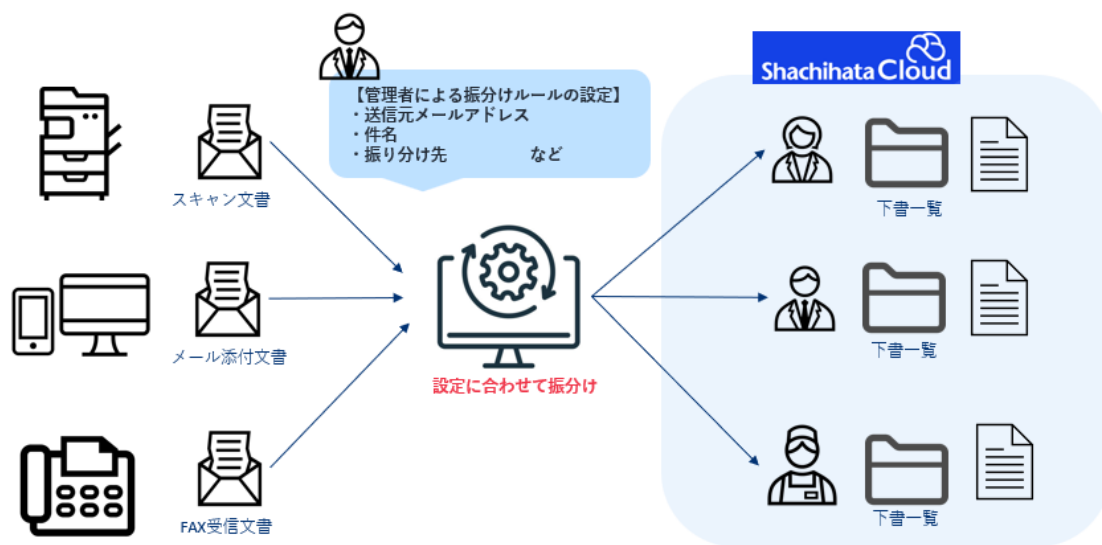 【管理者による振分けルールの設定】
・送信元メールアドレス
・件名
・振り分け先 など
Shachihata Cloud
スキャン文書
メール添付文書
FAX受信文書
設定に合わせて振分け
下書一覧
下書一覧
下書一覧